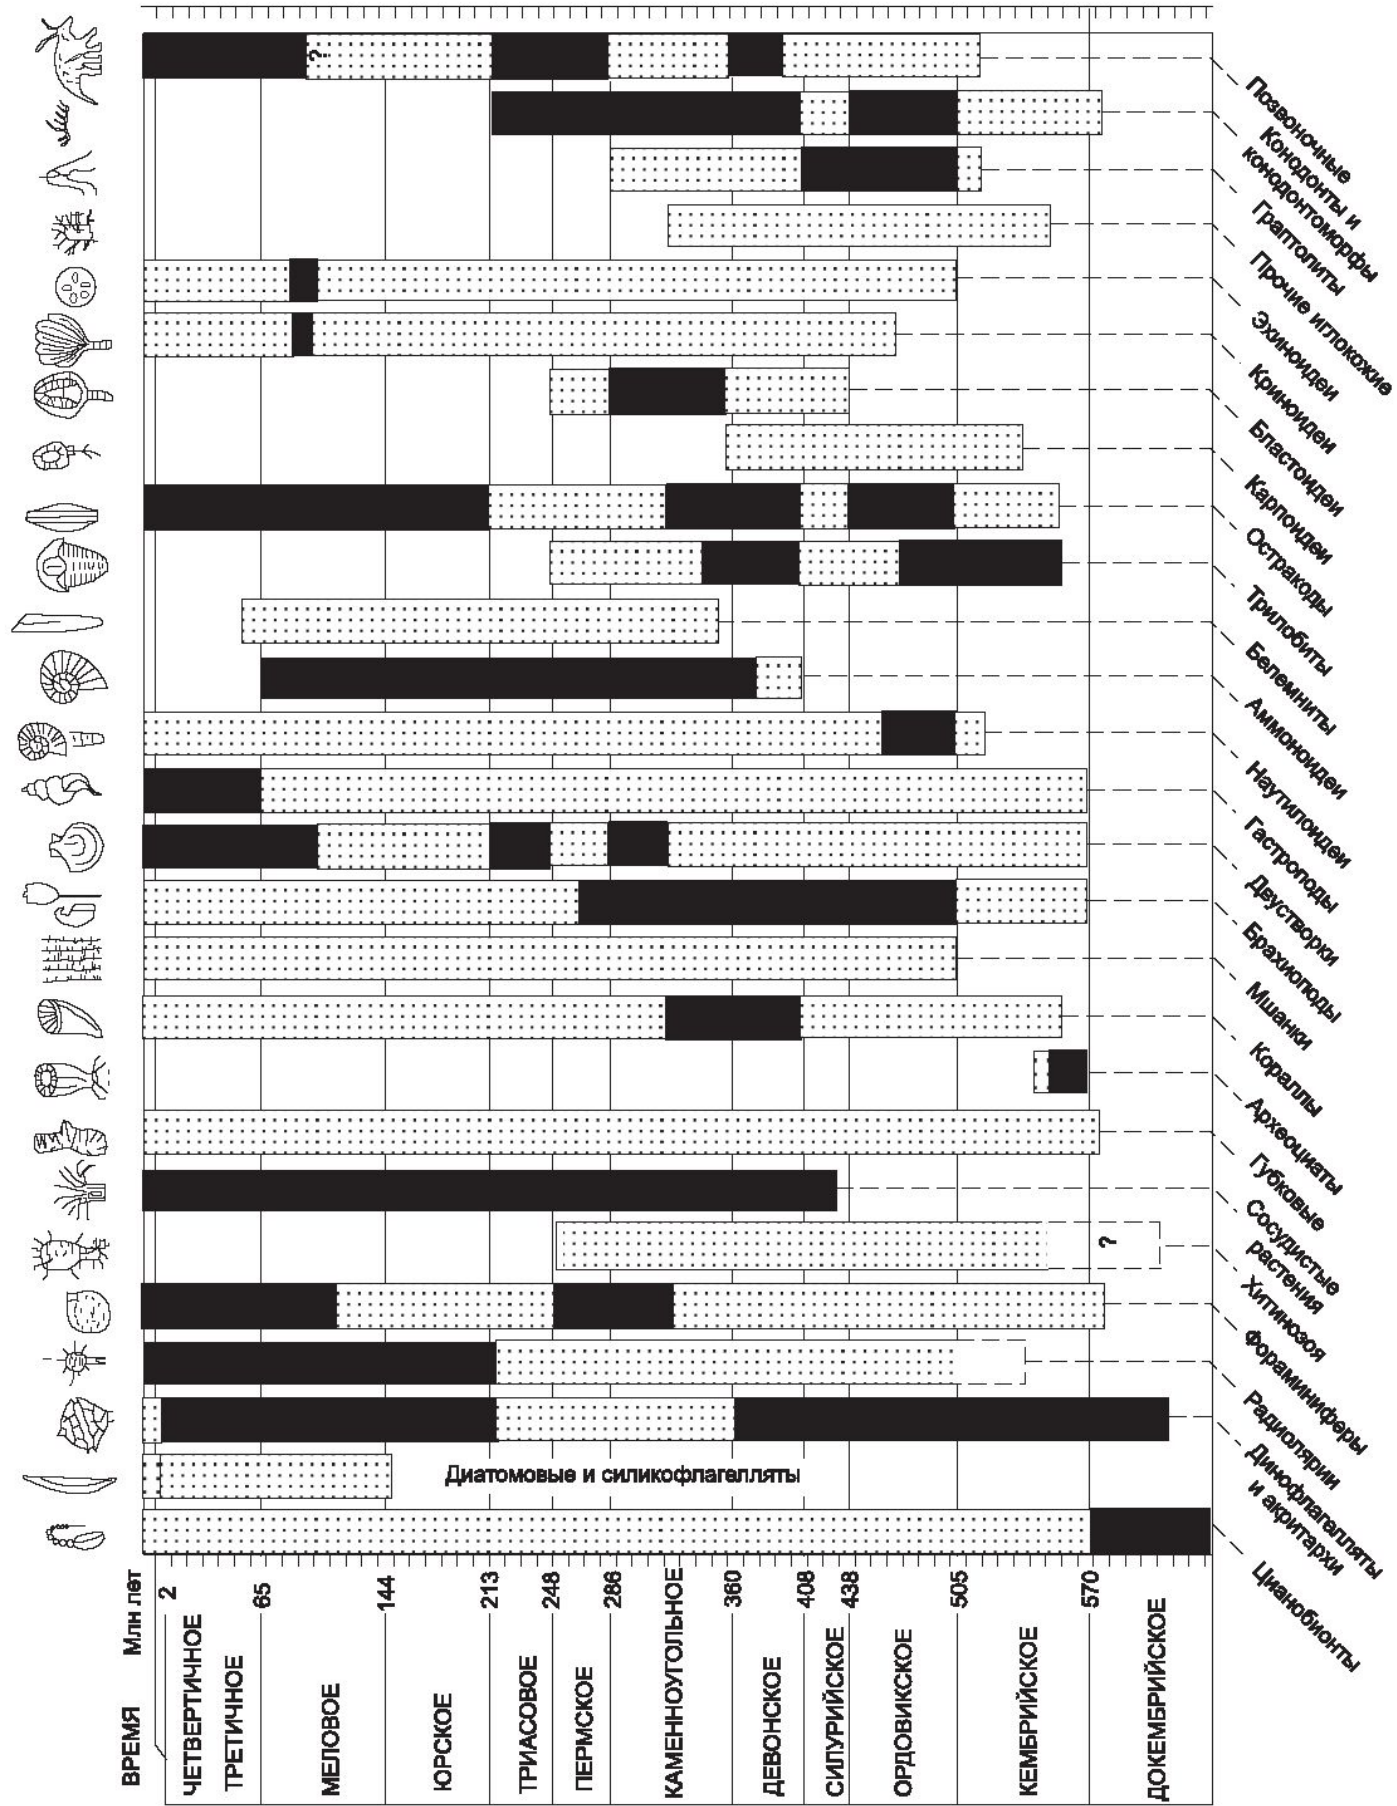 ВРЕМЯ
Млн лет
ЧЕТВЕРТИЧНОЕ
2
ТРЕТИЧНОЕ
65
МЕЛОВОЕ
144
ЮРСКОЕ
213
ТРИАСОВОЕ
248
ПЕРМСКОЕ
286
КАМЕННОУГОЛЬНОЕ
360
ДЕВОНСКОЕ
408
СИЛУРИЙСКОЕ
438
ОРДОВИКСКОЕ
505
КЕМБРИЙСКОЕ
570
ДОКЕМБРИЙСКОЕ
?
?
Диатомовые и силикофлагелляты
Позвоночные
Конодонты и
конодонтоморфы
Граптолиты
Прочие иглокожие
Эхиноидеи
Криноидеи
Бластоидеи
Карпоидеи
Остракоды
Трилобиты
Белемниты
Аммоноидеи
Наутилоидеи
Гастроподы
Двустворки
Брахиоподы
Мшанки
Кораллы
Археоциаты
Губковые
Сосудистые
растения
Хитинозоя
Фораминиферы
Радиолярии
Динофлагелляты
и акритархи
Цианобионты